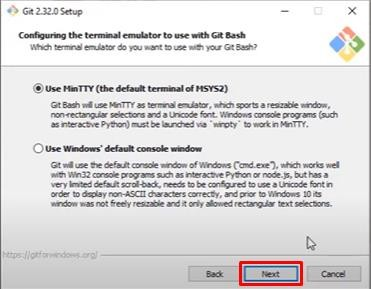 Git 2.32.0 Setup
Configuring the terminal emulator to use with Git Bash
Which terminal emulator do you want to use with your Git Bash?
Use MinTTY (the default terminal of MSYS2)
Git Bash will use MinTTY as terminal emulator, which sports a resizable window,
non-rectangular selections and a Unicode font. Windows console programs (such
as interactive Python) must be launched via `winpty` to work in MinTTY.
Use Windows' default console window
Git will use the default console window of Windows ("cmd.exe"), which works well
with Win32 console programs such as interactive Python or node.js, but has a
very limited default scroll-back, needs to be configured to use a Unicode font in
order to display non-ASCII characters correctly, and prior to Windows 10 its
window was not freely resizable and it only allowed rectangular text selections.
https://gitforwindows.org/
Back
Next
Cancel